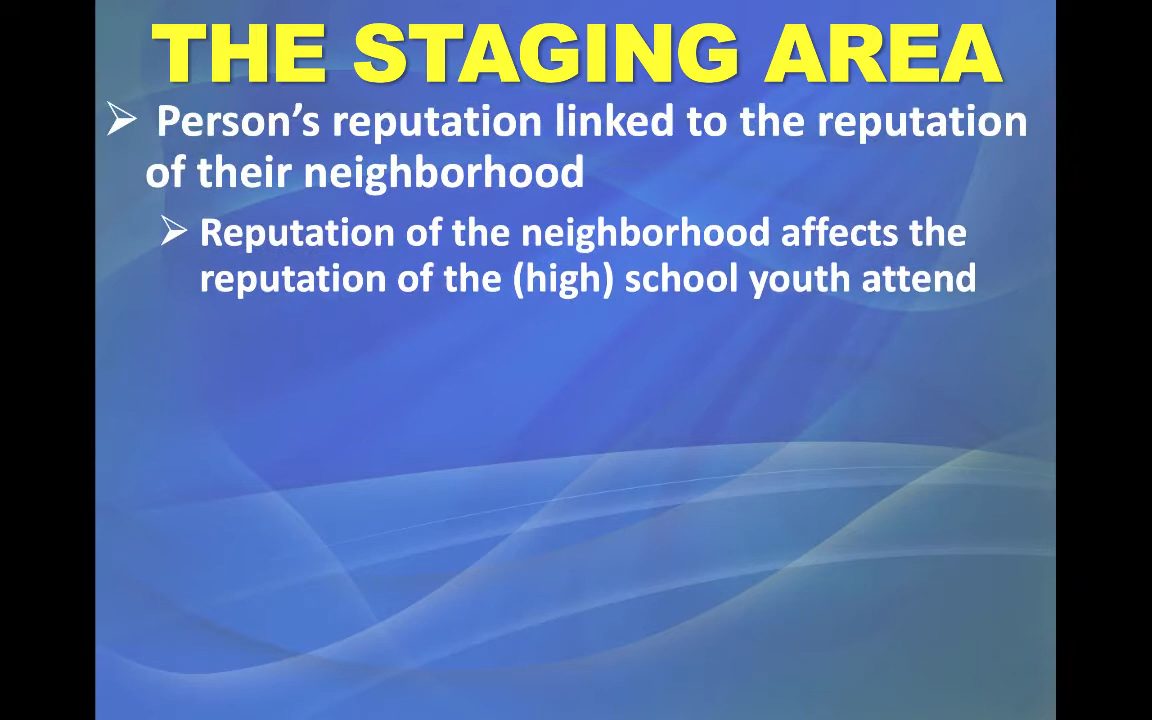 THE STAGING AREA
➢ Person’s reputation linked to the reputation
of their neighborhood
➢ Reputation of the neighborhood affects the
reputation of the (high) school youth attend